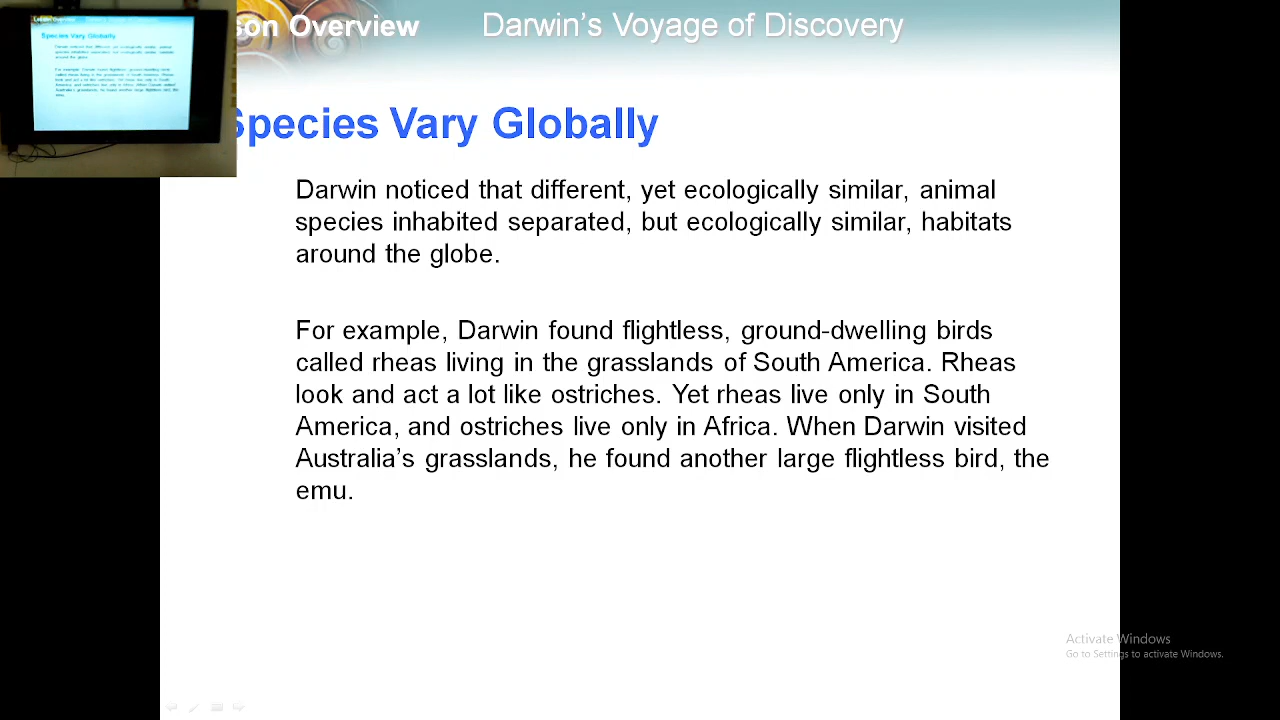 son Overview Darwin's Voyage of Discovery
Species Vary Globally
Darwin noticed that different, yet ecologically similar, animal
species inhabited separated, but ecologically similar, habitats
around the globe.
For example, Darwin found flightless, ground-dwelling birds
called rheas living in the grasslands of South America. Rheas
look and act a lot like ostriches. Yet rheas live only in South
America, and ostriches live only in Africa. When Darwin visited
Australia's grasslands, he found another large flightless bird, the
emu.
Activate Windows
Go to Settings to activate Windows.